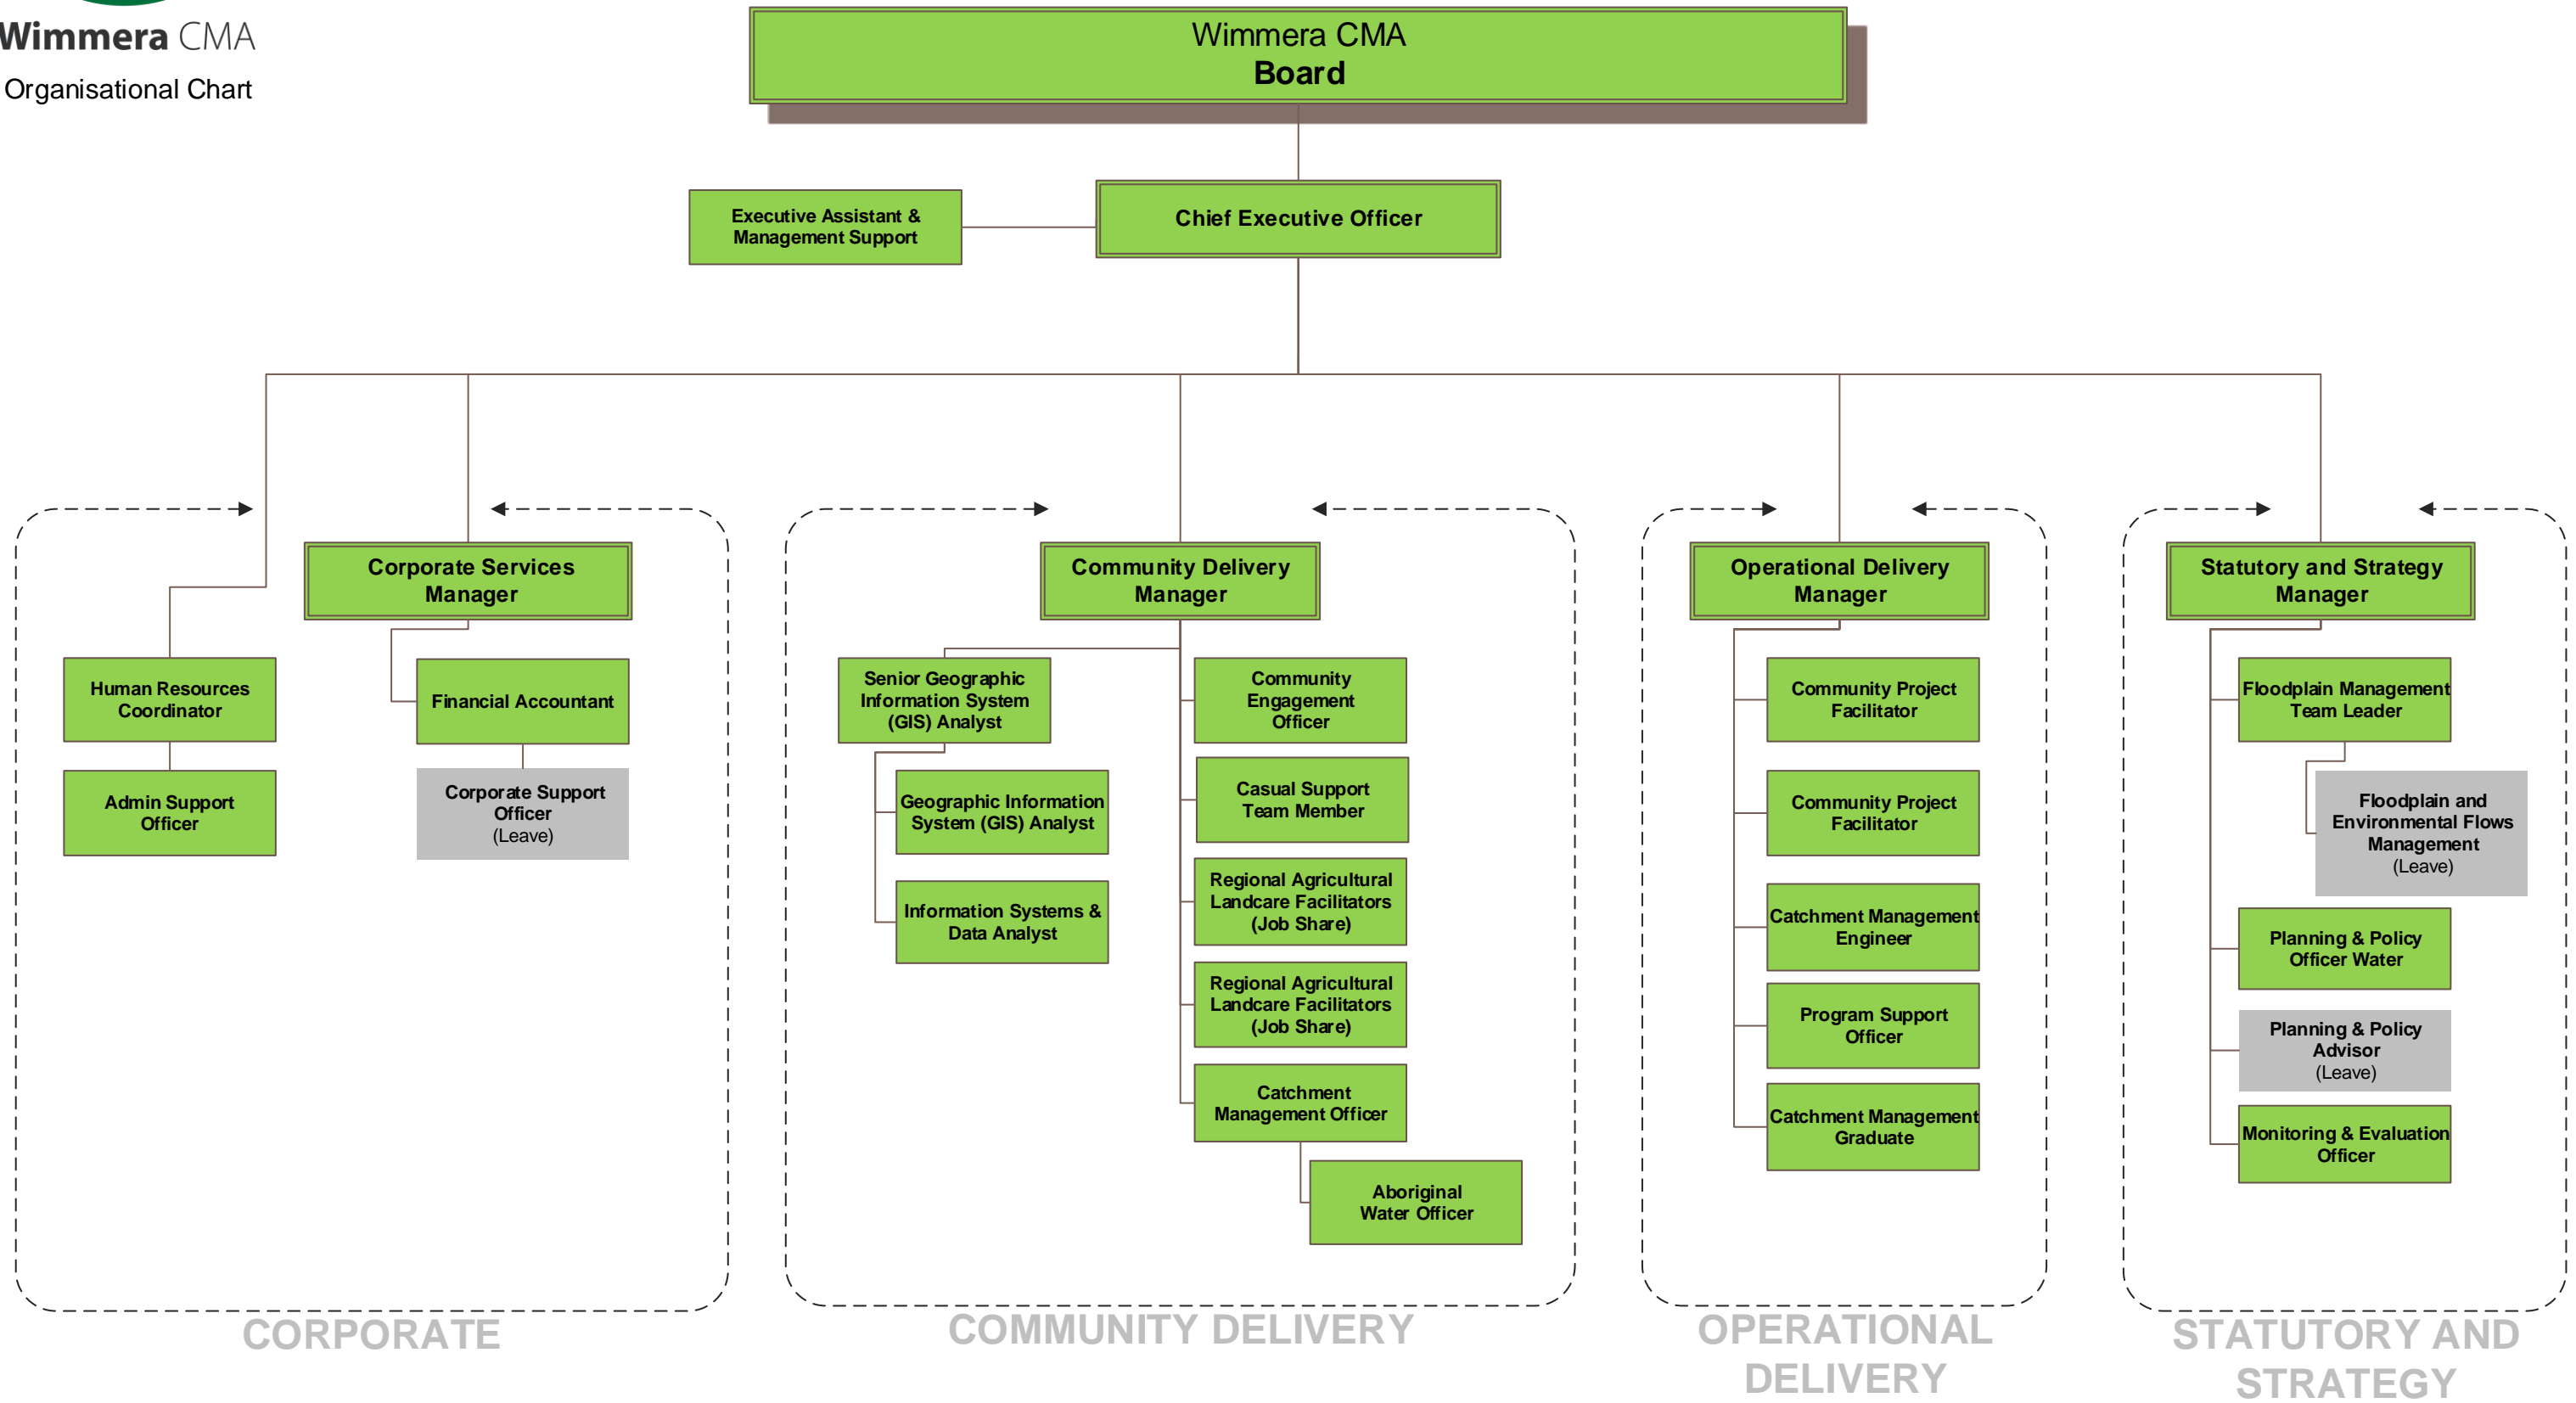 Wimmera CMA
Organisational Chart
Wimmera CMA
Board
Executive Assistant &
Management Support
Chief Executive Officer
Corporate Services
Manager
Human Resources
Coordinator
Admin Support
Officer
Financial Accountant
Corporate Support
Officer
(Leave)
CORPORATE
Community Delivery
Manager
Senior Geographic
Information System
(GIS) Analyst
Geographic Information
System (GIS) Analyst
Information Systems &
Data Analyst
Community
Engagement
Officer
Casual Support
Team Member
Regional Agricultural
Landcare Facilitators
(Job Share)
Regional Agricultural
Landcare Facilitators
(Job Share)
Catchment
Management Officer
Aboriginal
Water Officer
COMMUNITY DELIVERY
Operational Delivery
Manager
Community Project
Facilitator
Community Project
Facilitator
Catchment Management
Engineer
Program Support
Officer
Catchment Management
Graduate
OPERATIONAL
DELIVERY
Statutory and Strategy
Manager
Floodplain Management
Team Leader
Floodplain and
Environmental Flows
Management
(Leave)
Planning & Policy
Officer Water
Planning & Policy
Advisor
(Leave)
Monitoring & Evaluation
Officer
STATUTORY AND
STRATEGY